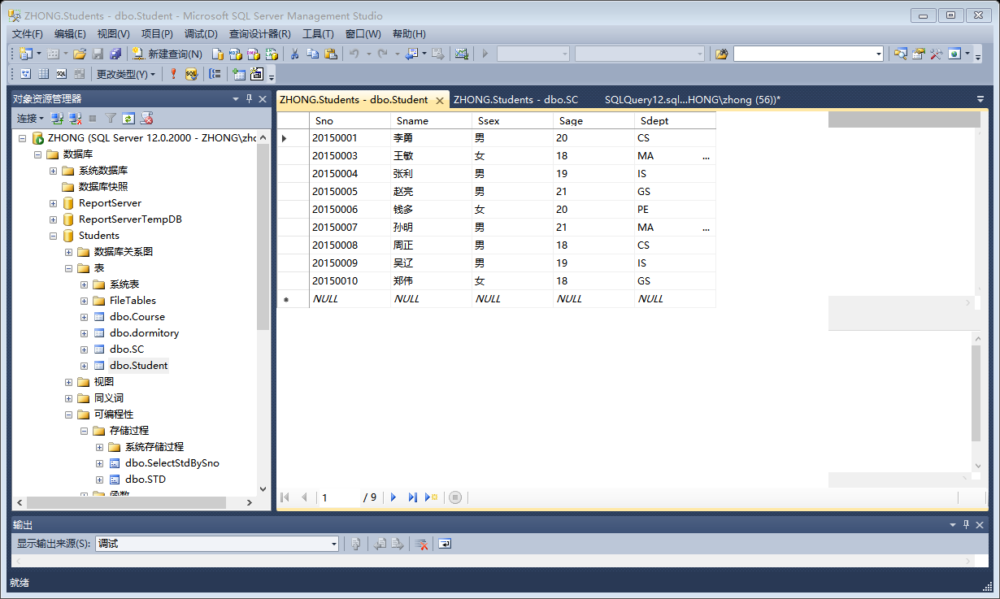 ZHONG.Students - dbo.Student - Microsoft SQL Server Management Studio
文件(F) 编辑(E) 视图(V) 项目(P) 调试(D) 查询设计器(R) 工具(T) 窗口(W) 帮助(H)
新建查询(N)
更改类型(Y)
对象资源管理器
连接
ZHONG (SQL Server 12.0.2000 - ZHONG\zho
数据库
系统数据库
数据库快照
ReportServer
ReportServerTempDB
Students
数据库关系图
表
系统表
FileTables
dbo.Course
dbo.dormitory
dbo.SC
dbo.Student
视图
同义词
可编程性
存储过程
系统存储过程
dbo.SelectStdBySno
dbo.STD
函数
ZHONG.Students - dbo.Student ZHONG.Students - dbo.SC SQLQuery12.sql...HONG\zhong (56))*
Sno Sname Ssex Sage Sdept
20150001 李勇 男 20 CS
20150003 王敏 女 18 MA ...
20150004 张利 男 19 IS
20150005 赵亮 男 21 GS
20150006 钱多 女 20 PE
20150007 孙明 男 21 MA ...
20150008 周正 男 18 CS
20150009 吴辽 男 19 IS
20150010 郑伟 女 18 GS
NULL NULL NULL NULL NULL
1 / 9
输出
显示输出来源(S): 调试
就绪